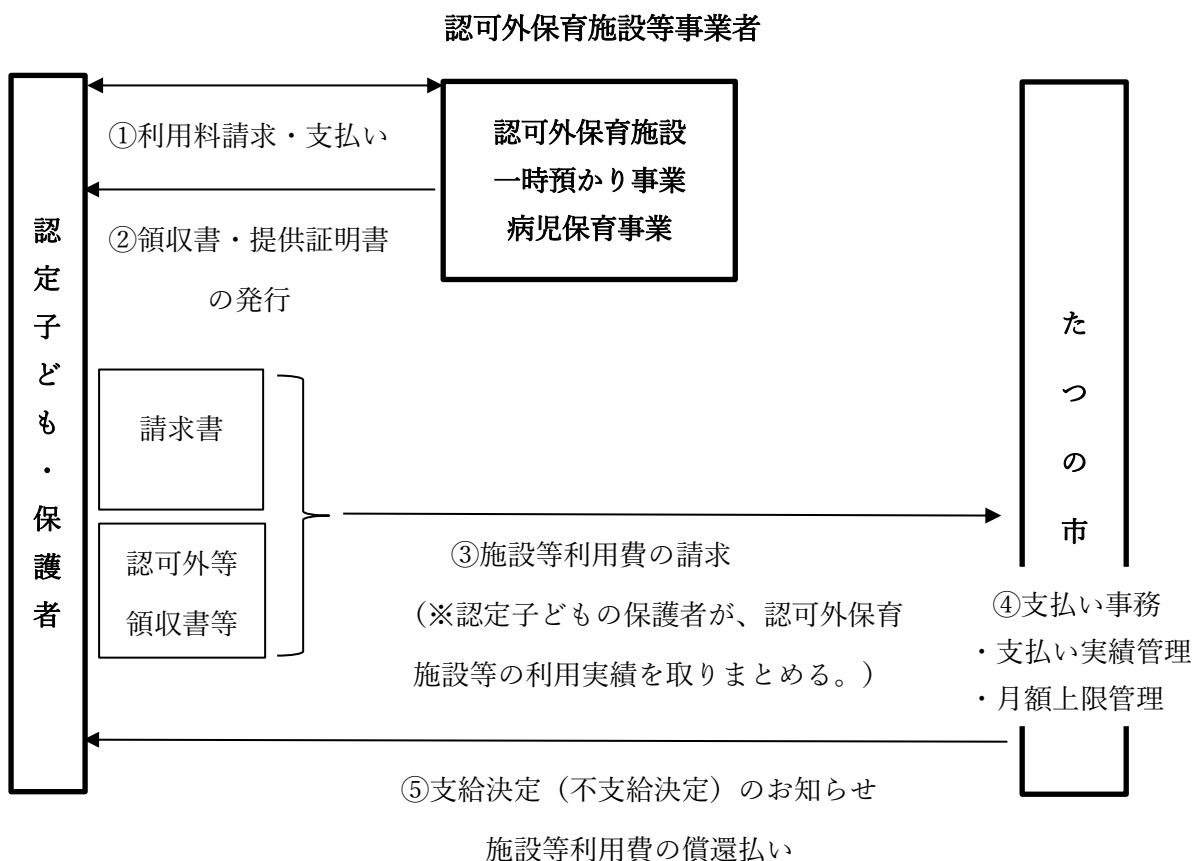 認可外保育施設等事業者
認定子ども・保護者
①利用料請求・支払い
②領収書・提供証明書
の発行
認可外保育施設
一時預かり事業
病児保育事業
請求書
認可外等
領収書等
③施設等利用費の請求
(※認定子どもの保護者が、認可外保育
施設等の利用実績を取りまとめる。)
たつの市
④支払い事務
・支払い実績管理
・月額上限管理
⑤支給決定(不支給決定)のお知らせ
施設等利用費の償還払い